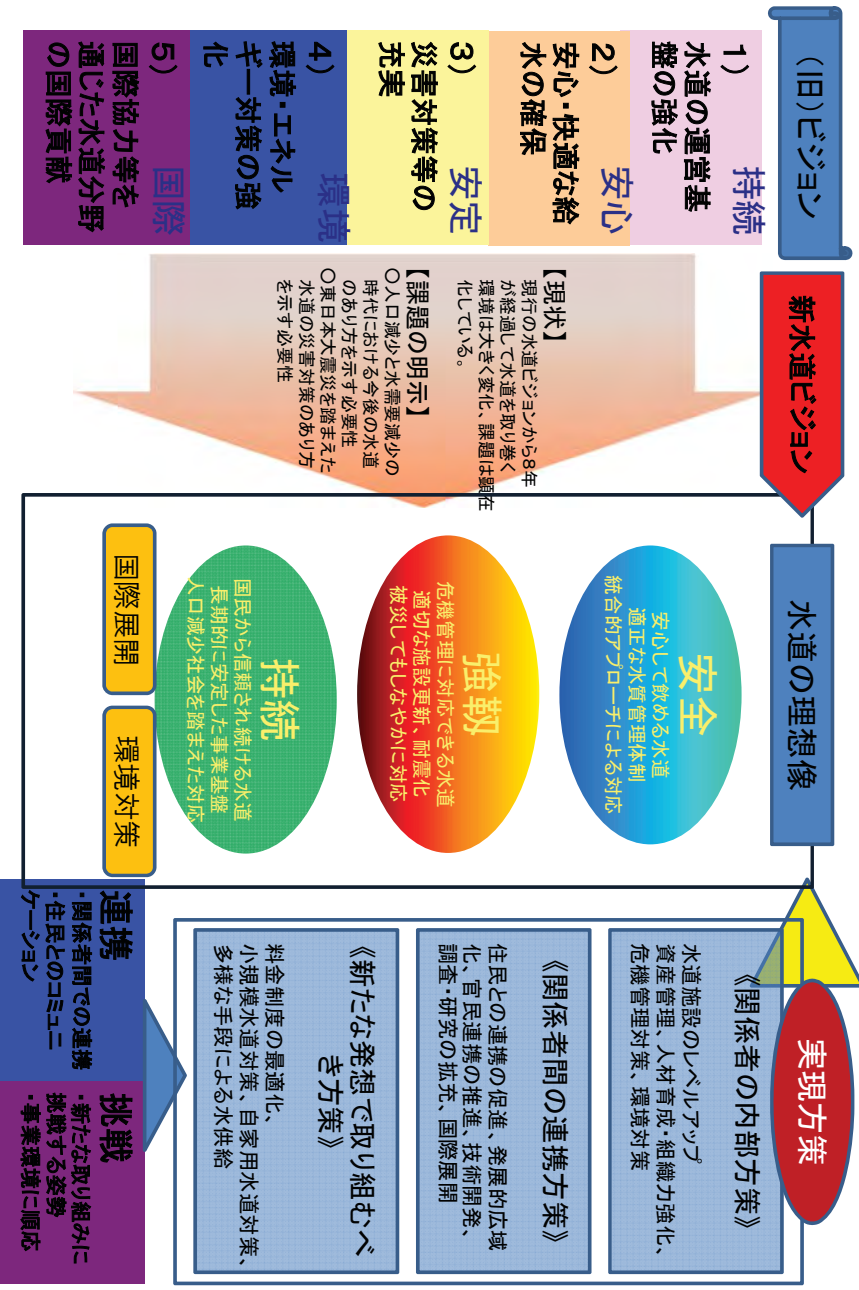 (旧)ビジョン
1)
水道の運営基
盤の強化
持続
2)
安心・快適な給
水の確保
安心
3)
災害対策等の
充実
安定
4)
環境・エネル
ギー対策の強
化
環境
5)
国際協力等を
通じた水道分野
の国際貢献
国際
新水道ビジョン
【現状】
現行の水道ビジョンから8年
が経過して水道を取り巻く
環境は大きく変化、課題は顕在
化している。
【課題の明示】
○人口減少と水需要減少の
時代における今後の水道
のあり方を示す必要性
○東日本大震災を踏まえた
水道の災害対策のあり方
を示す必要性
水道の理想像
安全
安心して飲める水道
適正な水質管理体制
統合的アプローチによる対応
強靱
危機管理に対応できる水道
適切な施設更新、耐震化
被災してもしなやかに対応
持続
国民から信頼され続ける水道
長期的に安定した事業基盤
人口減少社会を踏まえた対応
国際展開
環境対策
実現方策
《関係者の内部方策》
水道施設のレベルアップ
資産管理、人材育成・組織力強化、
危機管理対策、環境対策
《関係者間の連携方策》
住民との連携の促進、発展的広域
化、官民連携の推進、技術開発、
調査・研究の拡充、国際展開
《新たな発想で取り組むべ
き方策》
料金制度の最適化、
小規模水道対策、自家用水道対策、
多様な手段による水供給
連携
・関係者間での連携
・住民とのコミュニ
ケーション
挑戦
・新たな取り組みに
挑戦する姿勢
・事業環境に順応